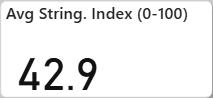 Avg String. Index (0-100)
42.9